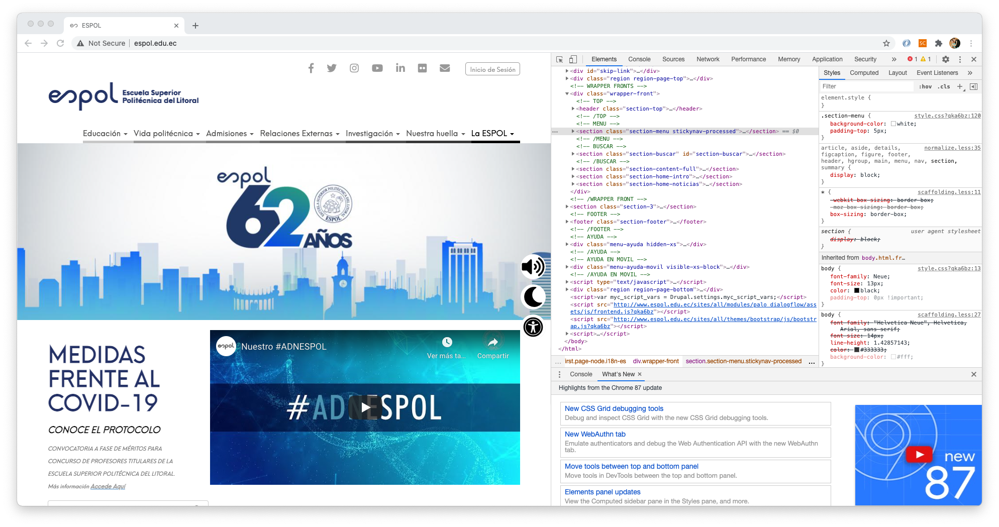 ESPOL
Not Secure | espol.edu.ec
SC
Inicio de Sesión
espol Escuela Superior
Politécnica del Litoral
Educación Vida politécnica Admisiones Relaciones Externas Investigación Nuestra huella La ESPOL
espol
62
AÑOS
ESCUELA SUPERIOR POLITÉCNICA DEL LITORAL
ESPOL
MEDIDAS
FRENTE AL
COVID-19
CONOCE EL PROTOCOLO
CONVOCATORIA A FASE DE MÉRITOS PARA
CONCURSO DE PROFESORES TITULARES DE LA
ESCUELA SUPERIOR POLITÉCNICA DEL LITORAL.
Más información Accede Aquí
espol Nuestro #ADNESPOL
Ver más ta... Compartir
#ADNESPOL
Elements Console Sources Network Performance Memory Application Security » 1 1
<div id="skip-link">…</div>
<div class="region region-page-top">…</div>
<!-- WRAPPER FRONTS -->
<div class="wrapper-front">
<!-- TOP -->
<header class="section-top">…</header>
<!-- /TOP -->
<!-- MENU -->
<section class="section-menu stickynav-processed">…</section> == $0
<!-- /MENU -->
<!-- BUSCAR -->
<section class="section-buscar" id="section-buscar">…</section>
<!-- /BUSCAR -->
<section class="section-content-full">…</section>
<section class="section-home-intro">…</section>
<section class="section-home-noticias">…</section>
</div>
<!-- /WRAPPER FRONT -->
<section class="section-3">…</section>
<!-- FOOTER -->
<footer class="section-footer">…</footer>
<!-- /FOOTER -->
<!-- AYUDA -->
<div class="menu-ayuda hidden-xs">…</div>
<!-- /AYUDA -->
<!-- AYUDA EN MOVIL -->
<div class="menu-ayuda-movil visible-xs-block">…</div>
<!-- /AYUDA EN MOVIL -->
<script type="text/javascript">…</script>
<div class="region region-page-bottom">…</div>
<script>var myc_script_vars = Drupal.settings.myc_script_vars;</script>
<script src="http://www.espol.edu.ec/sites/all/modules/palo_dialogflow/ass
ets/js/frontend.js?qka6bz"></script>
<script src="http://www.espol.edu.ec/sites/all/themes/bootstrap/js/bootstr
ap.js?qka6bz"></script>
<script>…</script>
</body>
</html>
... irst.page-node.i18n-es div.wrapper-front section.section-menu.stickynav-processed ...
Styles Computed Layout Event Listeners »
Filter :hov .cls +
element.style {
}
.section-menu { style.css?qka6bz:120
background-color: white;
padding-top: 5px;
}
article, aside, details, normalize.less:35
figcaption, figure, footer,
header, hgroup, main, menu, nav, section,
summary {
display: block;
}
* { scaffolding.less:11
-webkit-box-sizing: border-box;
-moz-box-sizing: border-box;
box-sizing: border-box;
}
section { user agent stylesheet
display: block;
}
Inherited from body.html.fr…
body { style.css?qka6bz:13
font-family: Neue;
font-size: 13px;
color: black;
padding-top: 0px !important;
}
body { scaffolding.less:27
font-family: "Helvetica Neue", Helvetica,
Arial, sans-serif;
font-size: 14px;
line-height: 1.42857143;
color: #333333;
background-color: #fff;
}
Console What's New ×
Highlights from the Chrome 87 update
New CSS Grid debugging tools
Debug and inspect CSS Grid with the new CSS Grid debugging tools.
New WebAuthn tab
Emulate authenticators and debug the Web Authentication API with the new WebAuthn
tab.
Move tools between top and bottom panel
Move tools in DevTools between the top and bottom panel.
Elements panel updates
View the Computed sidebar pane in the Styles pane, and more.
new
87